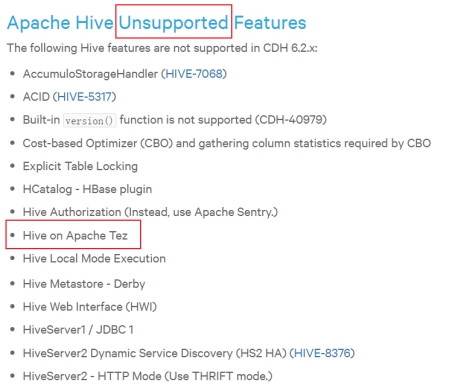 Apache Hive Unsupported Features
The following Hive features are not supported in CDH 6.2.x:
• AccumuloStorageHandler (HIVE-7068)
• ACID (HIVE-5317)
• Built-in version() function is not supported (CDH-40979)
• Cost-based Optimizer (CBO) and gathering column statistics required by CBO
• Explicit Table Locking
• HCatalog - HBase plugin
• Hive Authorization (Instead, use Apache Sentry.)
• Hive on Apache Tez
• Hive Local Mode Execution
• Hive Metastore - Derby
• Hive Web Interface (HWI)
• HiveServer1 / JDBC 1
• HiveServer2 Dynamic Service Discovery (HS2 HA) (HIVE-8376)
• HiveServer2 - HTTP Mode (Use THRIFT mode.)